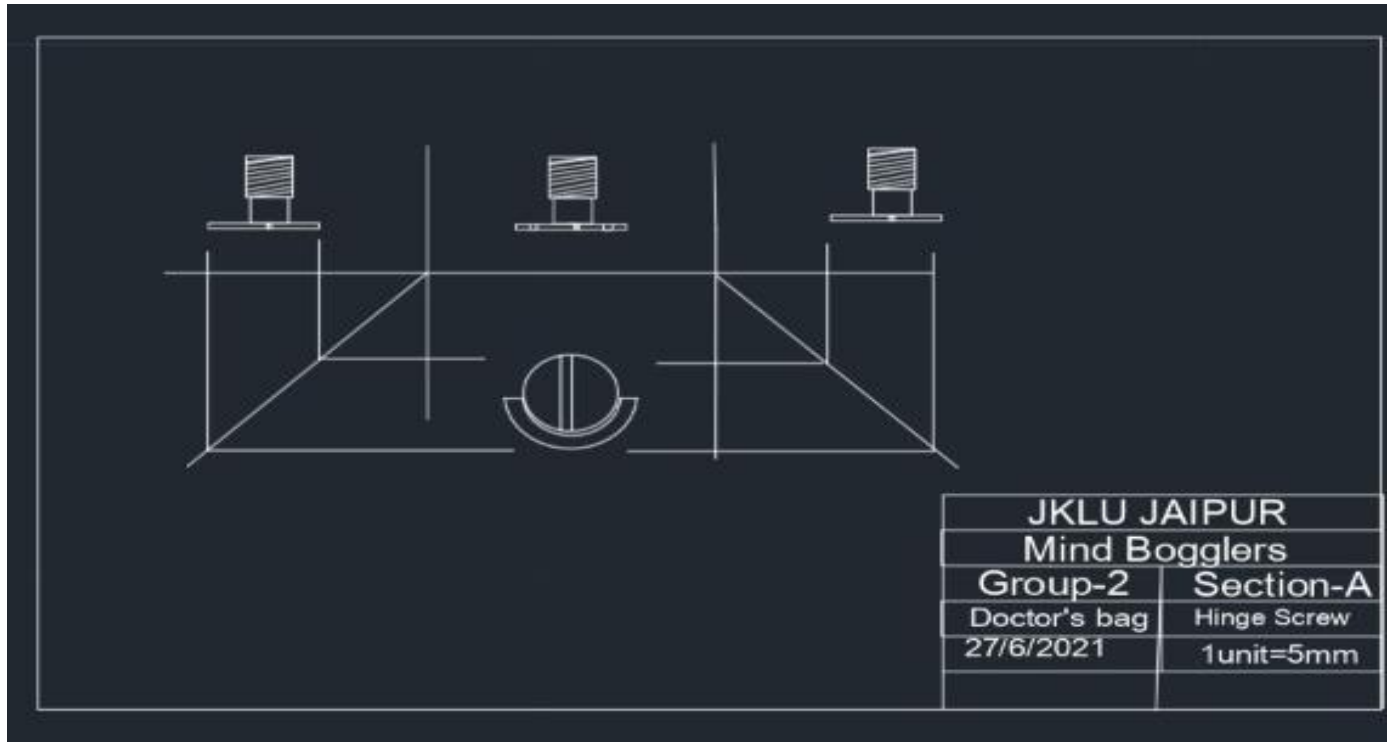 JKLU JAIPUR
Mind Bogglers
Group-2 Section-A
Doctor's bag Hinge Screw
27/6/2021 1unit=5mm